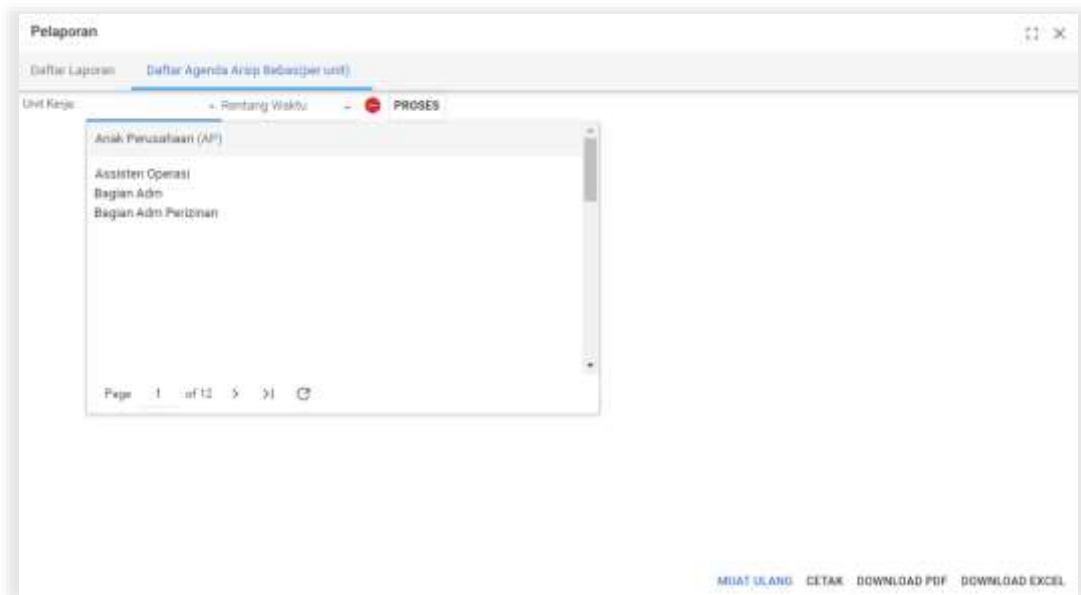 Pelaporan
Daftar Laporan Daftar Agenda Arsip Bebas(per unit)
Unit Kerja: Rentang Waktu - PROSES
Anak Perusahaan (AP)
Assisten Operasi
Bagian Adm
Bagian Adm Perizinan
Page 1 of 12
MUAT ULANG CETAK DOWNLOAD PDF DOWNLOAD EXCEL